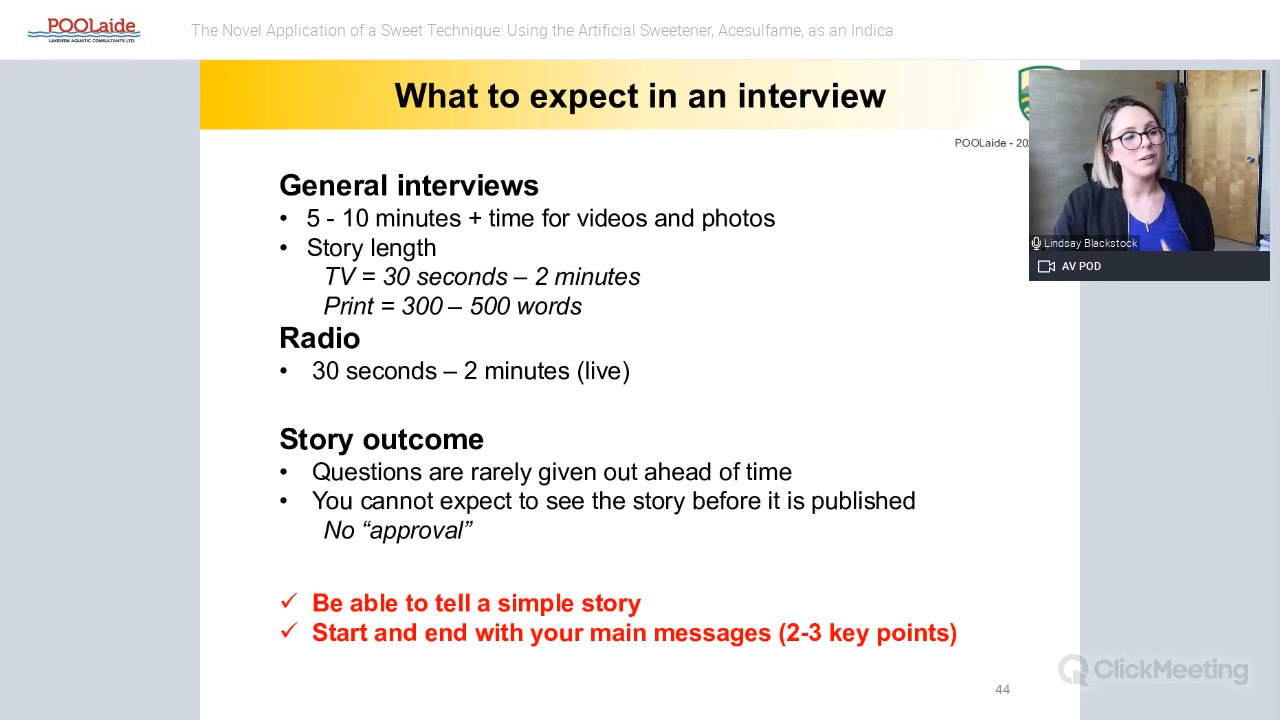 POOLaide
LAKEVIEW AQUATIC CONSULTANTS LTD.
The Novel Application of a Sweet Technique: Using the Artificial Sweetener, Acesulfame, as an Indica
What to expect in an interview
POOLaide - 20
General interviews
• 5 - 10 minutes + time for videos and photos
• Story length
TV = 30 seconds – 2 minutes
Print = 300 – 500 words
Radio
• 30 seconds – 2 minutes (live)
Story outcome
• Questions are rarely given out ahead of time
• You cannot expect to see the story before it is published
No “approval”
✓ Be able to tell a simple story
✓ Start and end with your main messages (2-3 key points)
44
Lindsay Blackstock
AV POD
ClickMeeting